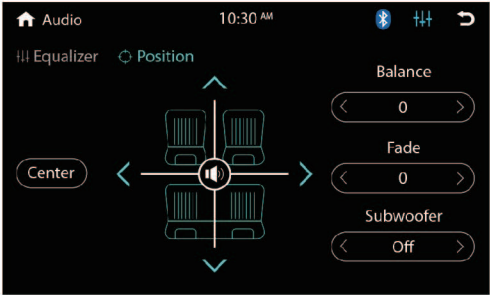 Audio 10:30 AM
Equalizer Position
Balance
0
Fade
Center 0
Subwoofer
Off